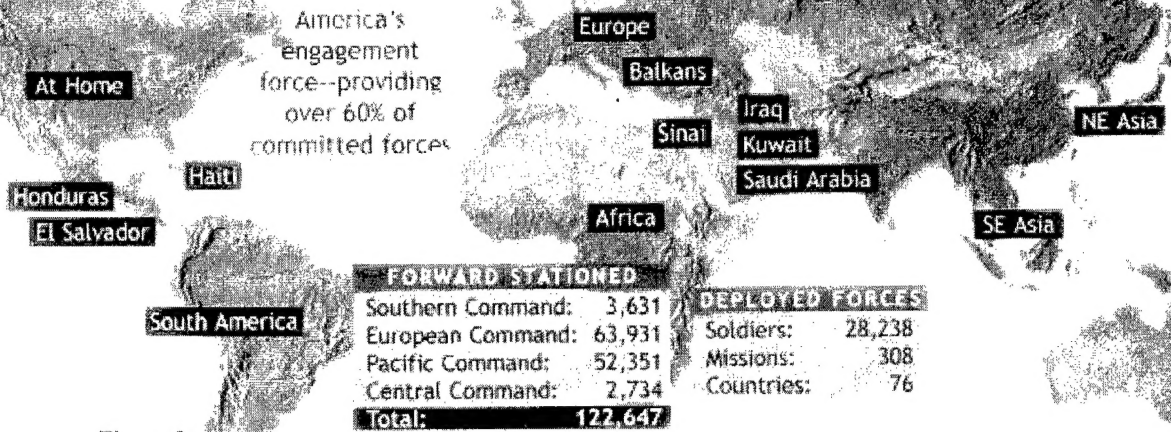 America's
engagement
force--providing
over 60% of
committed forces
Europe
Balkans
At Home
Iraq
NE Asia
Sinai
Kuwait
Haiti
Saudi Arabia
Honduras
El Salvador
Africa
SE Asia
South America
FORWARD STATIONED
Southern Command: 3,631
European Command: 63,931
Pacific Command: 52,351
Central Command: 2,734
Total: 122,647
DEPLOYED FORCES
Soldiers: 28,238
Missions: 308
Countries: 76